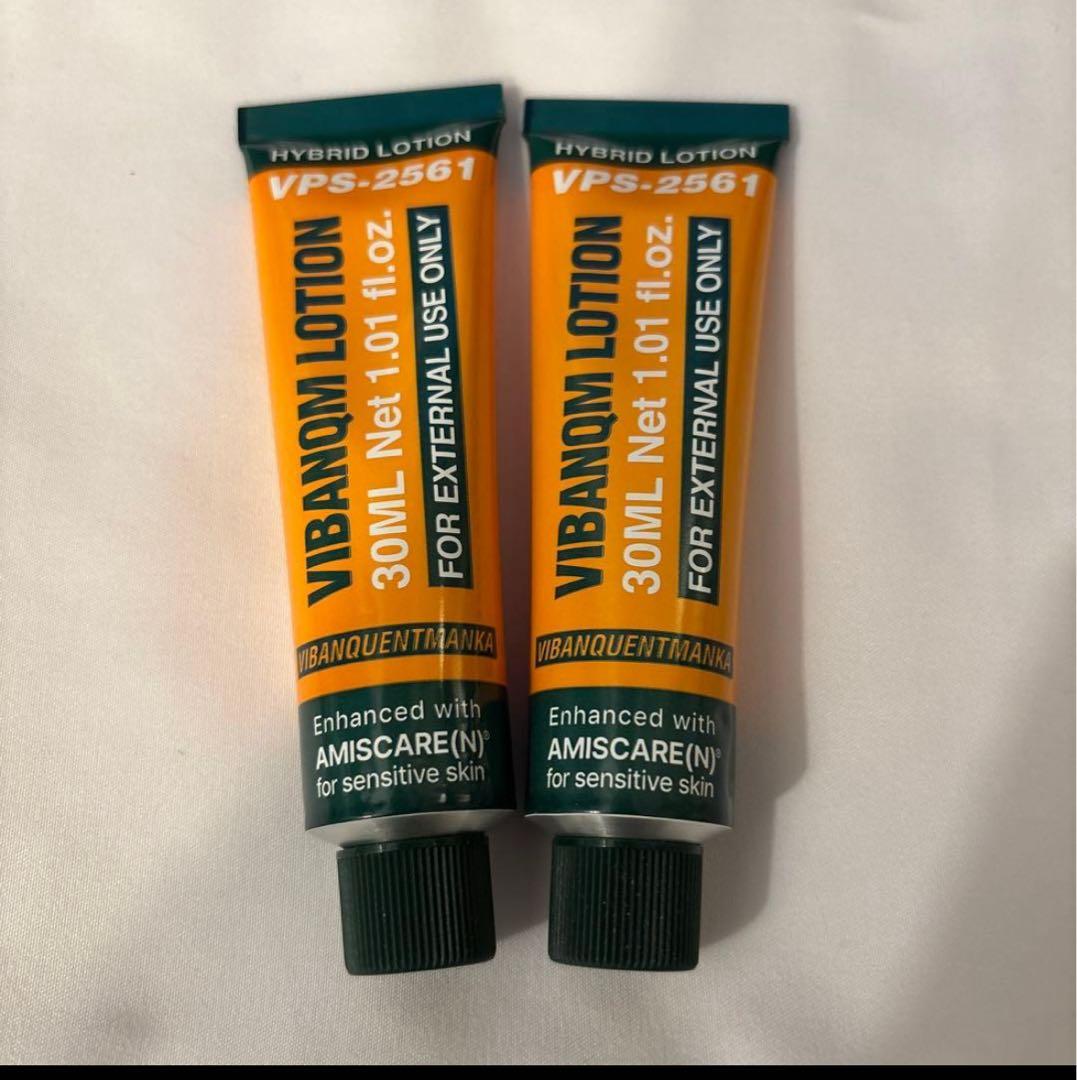 HYBRID LOTION
VPS-2561
VIBANQM LOTION
30ML Net 1.01 fl.oz.
FOR EXTERNAL USE ONLY
VIBANQUENTMANKA
Enhanced with
AMISCARE(N)®
for sensitive skin
HYBRID LOTION
VPS-2561
VIBANQM LOTION
30ML Net 1.01 fl.oz.
FOR EXTERNAL USE ONLY
VIBANQUENTMANKA
Enhanced with
AMISCARE(N)®
for sensitive skin